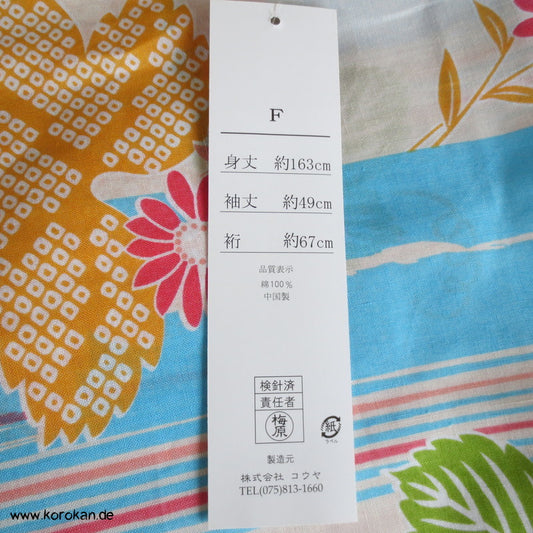 F
身丈 約163cm
袖丈 約49cm
裄 約67cm
品質表示
綿100%
中国製
検針済
責任者
梅原
紙
ラベル
製造元
株式会社 コウヤ
TEL(075)813-1660
www.korokan.de